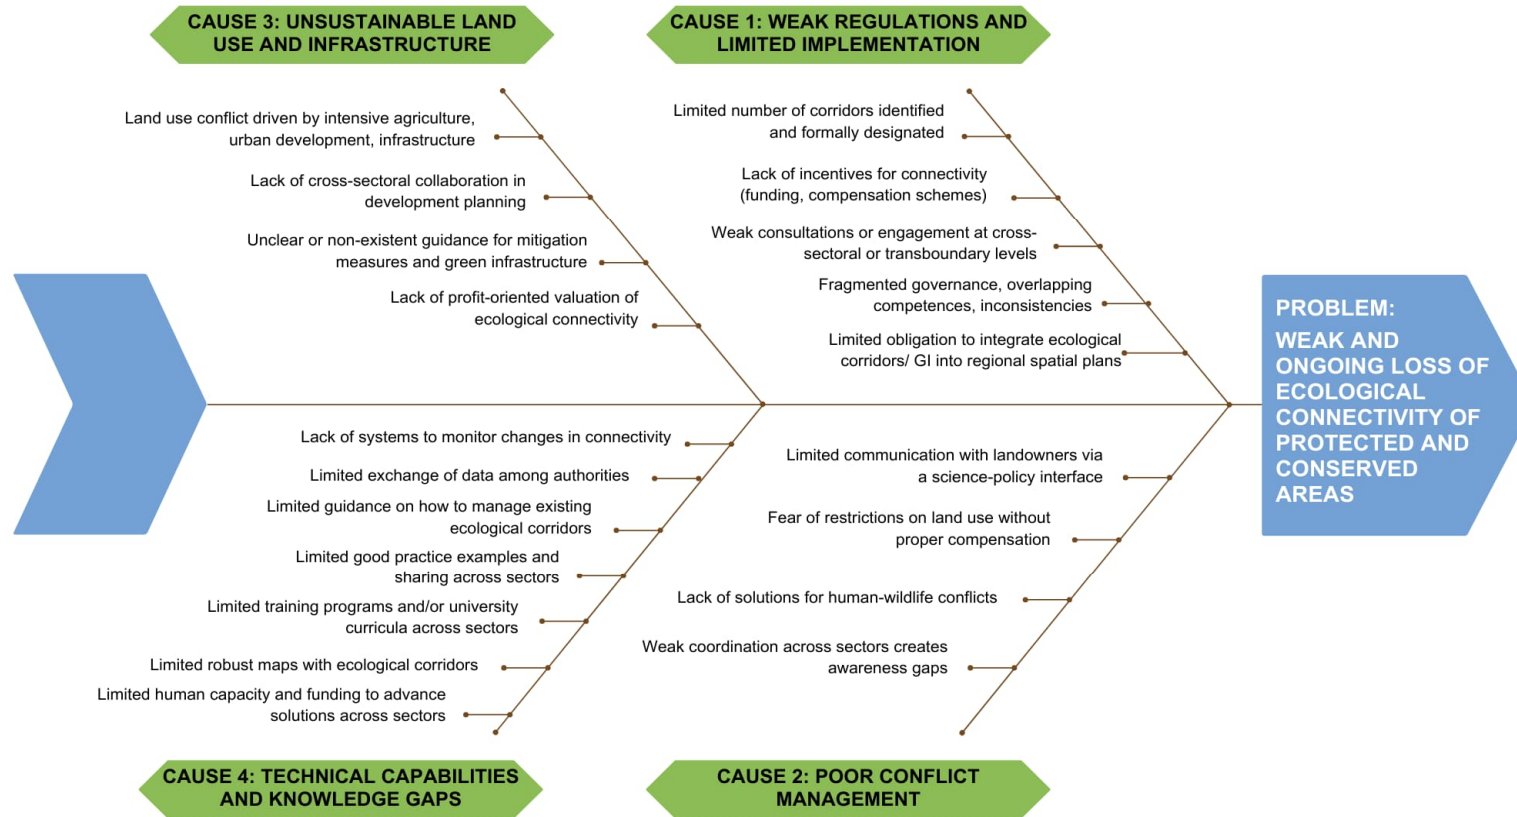 CAUSE 3: UNSUSTAINABLE LAND
USE AND INFRASTRUCTURE
Land use conflict driven by intensive agriculture,
urban development, infrastructure
Lack of cross-sectoral collaboration in
development planning
Unclear or non-existent guidance for mitigation
measures and green infrastructure
Lack of profit-oriented valuation of
ecological connectivity
CAUSE 1: WEAK REGULATIONS AND
LIMITED IMPLEMENTATION
Limited number of corridors identified
and formally designated
Lack of incentives for connectivity
(funding, compensation schemes)
Weak consultations or engagement at cross-
sectoral or transboundary levels
Fragmented governance, overlapping
competences, inconsistencies
Limited obligation to integrate ecological
corridors/ GI into regional spatial plans
PROBLEM:
WEAK AND
ONGOING LOSS OF
ECOLOGICAL
CONNECTIVITY OF
PROTECTED AND
CONSERVED
AREAS
Lack of systems to monitor changes in connectivity
Limited exchange of data among authorities
Limited guidance on how to manage existing
ecological corridors
Limited good practice examples and
sharing across sectors
Limited training programs and/or university
curricula across sectors
Limited robust maps with ecological corridors
Limited human capacity and funding to advance
solutions across sectors
CAUSE 4: TECHNICAL CAPABILITIES
AND KNOWLEDGE GAPS
Limited communication with landowners via
a science-policy interface
Fear of restrictions on land use without
proper compensation
Lack of solutions for human-wildlife conflicts
Weak coordination across sectors creates
awareness gaps
CAUSE 2: POOR CONFLICT
MANAGEMENT